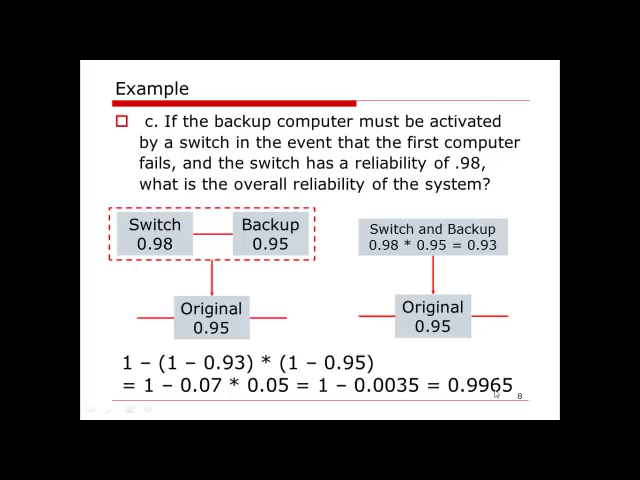 Example
c. If the backup computer must be activated
by a switch in the event that the first computer
fails, and the switch has a reliability of .98,
what is the overall reliability of the system?
Switch
0.98
Backup
0.95
Original
0.95
Switch and Backup
0.98 * 0.95 = 0.93
Original
0.95
1 – (1 – 0.93) * (1 – 0.95)
= 1 – 0.07 * 0.05 = 1 – 0.0035 = 0.9965
8